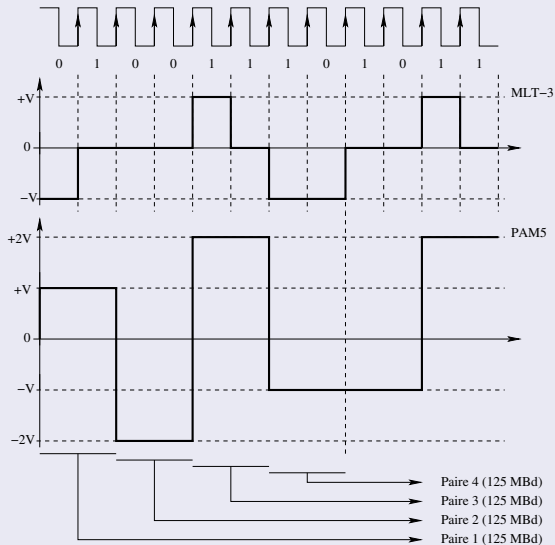 0 1 0 0 1 1 1 0 1 0 1 1
MLT-3
+V
0
-V
PAM5
+2V
+V
0
-V
-2V
Paire 4 (125 MBd)
Paire 3 (125 MBd)
Paire 2 (125 MBd)
Paire 1 (125 MBd)